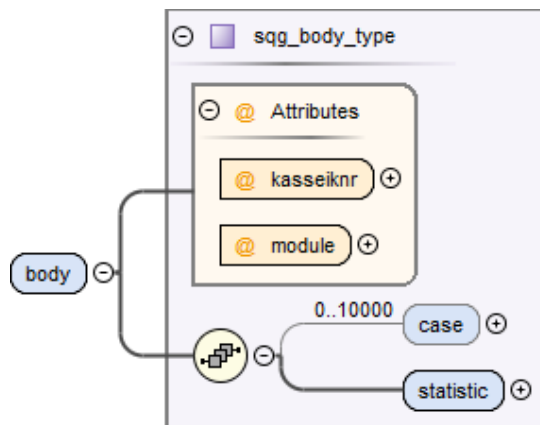 sqg_body_type
@ Attributes
@ kasseiknr
@ module
body
0..10000
case
statistic